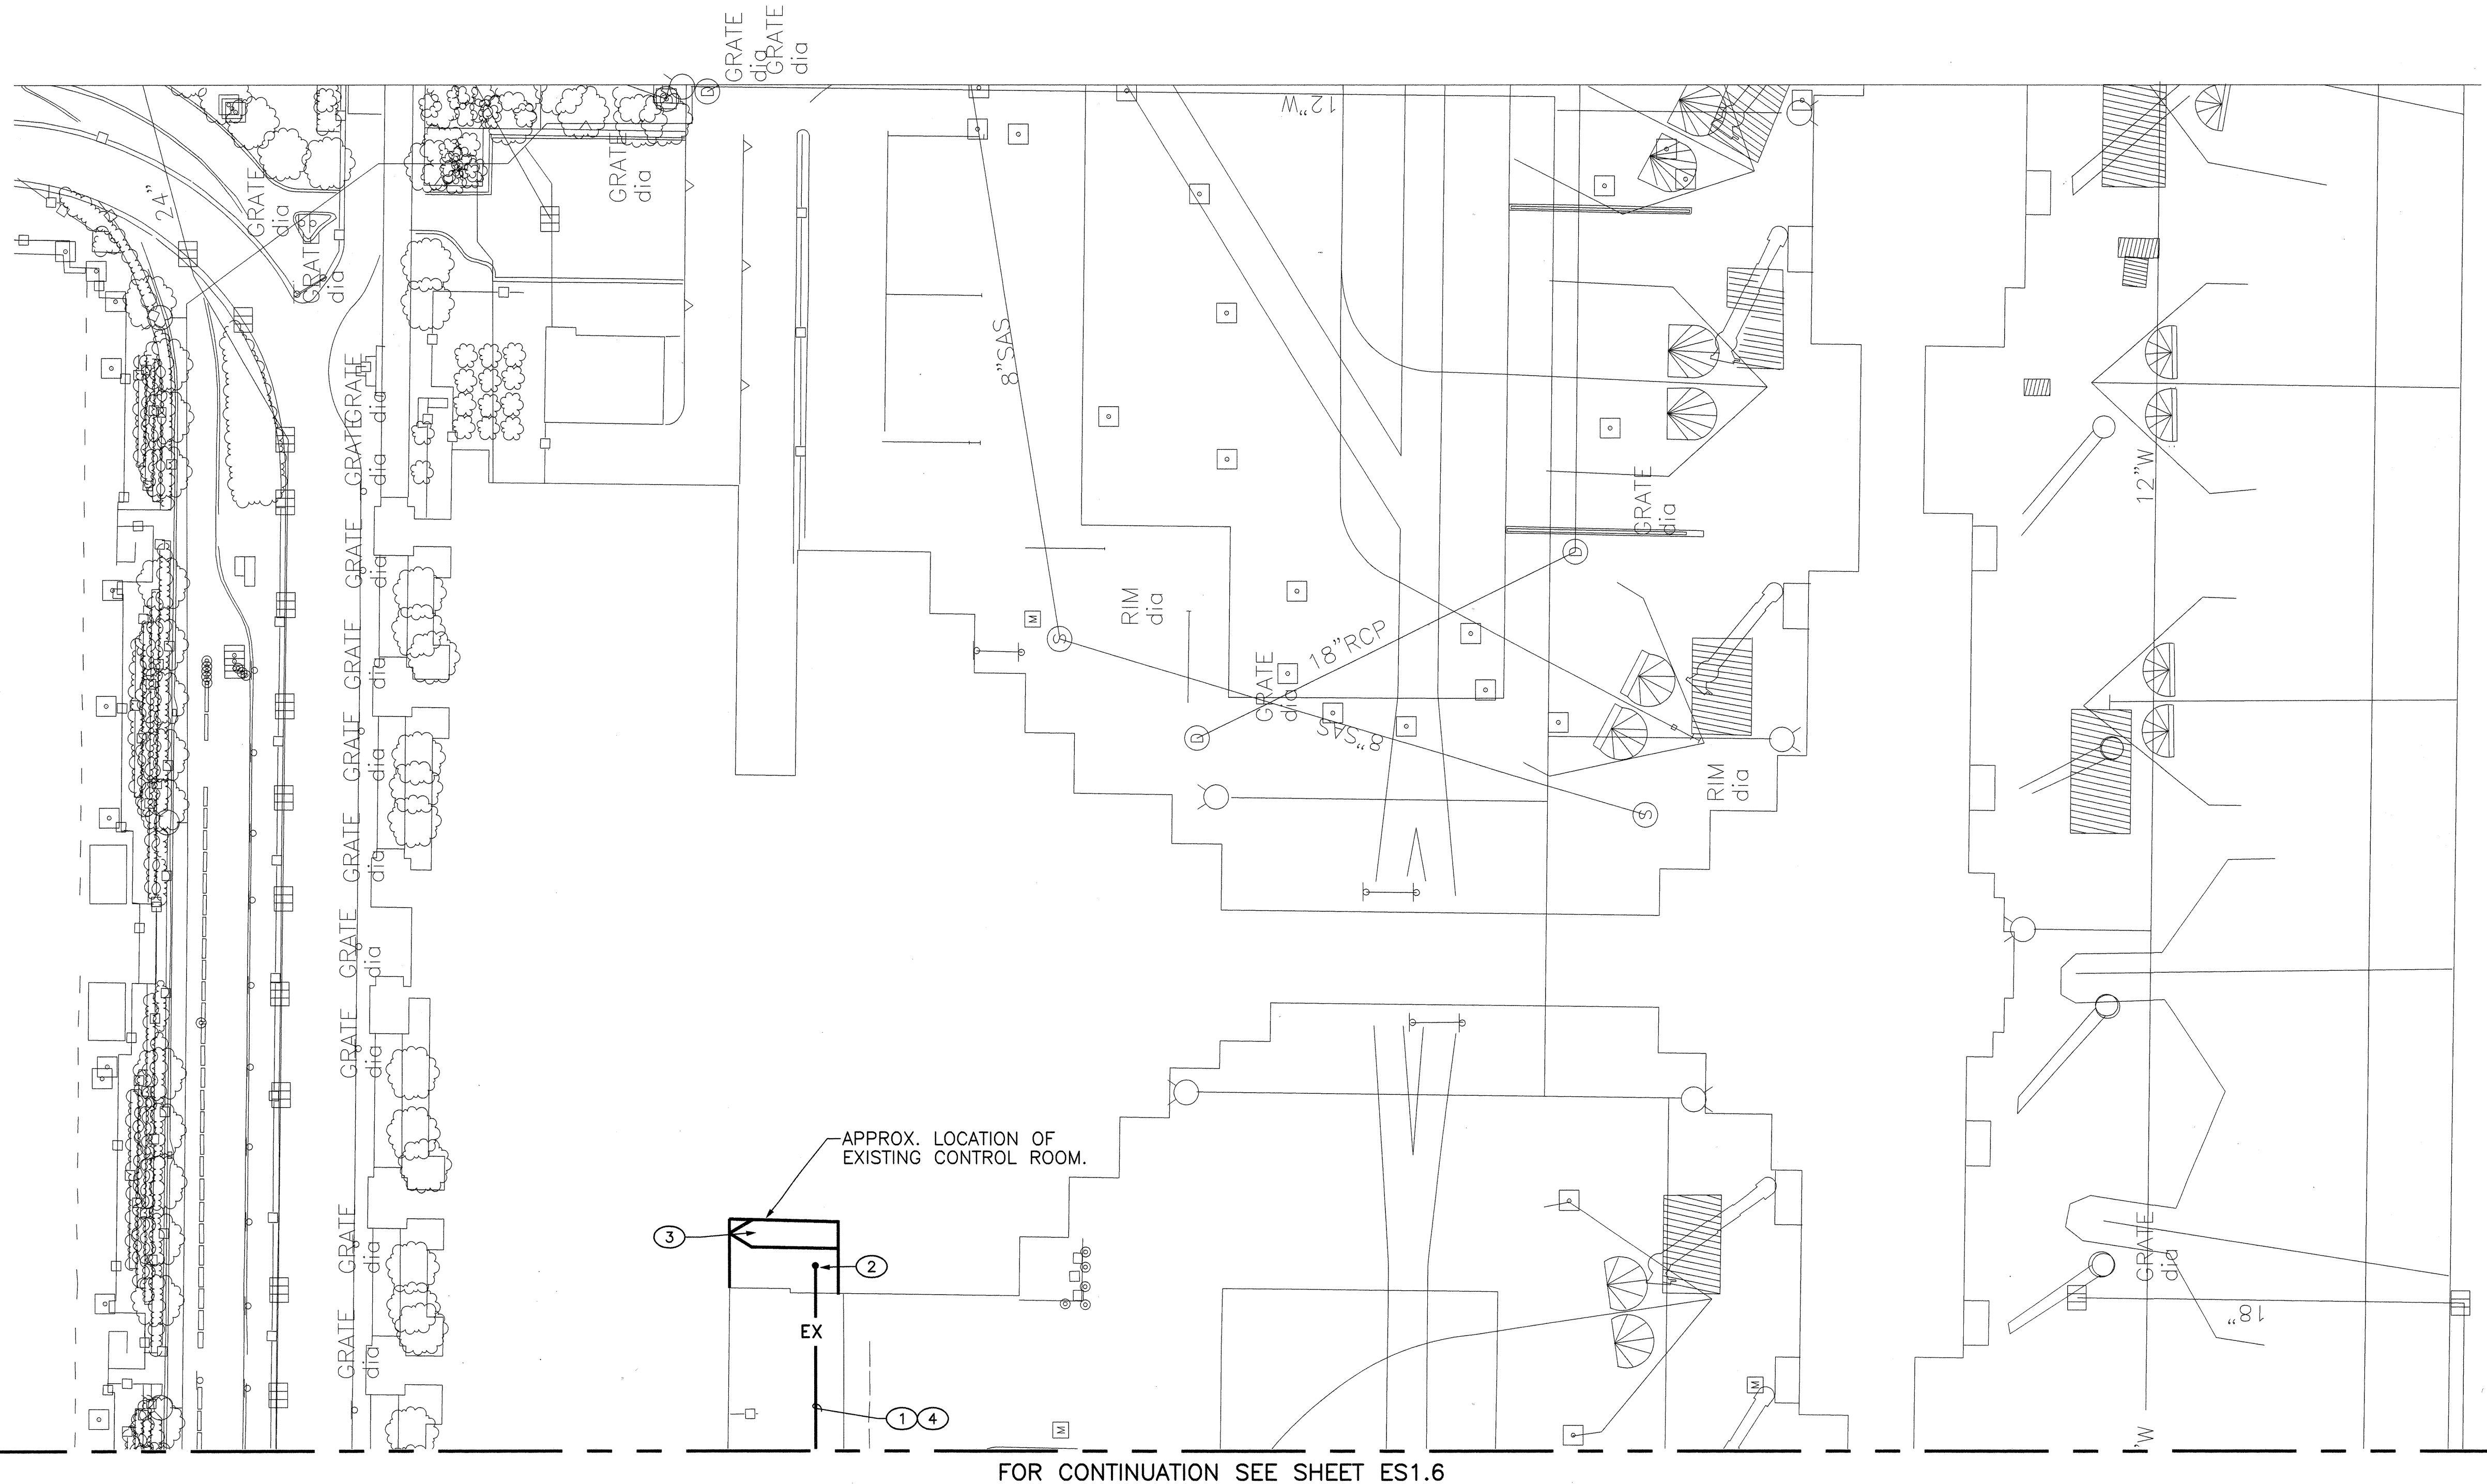 GRATE
dia
GRATE
dia
12"W
24"
GRATE
dia
GRATE
dia
GRATE
dia
8"SAS
GRATE
dia
GRATE
dia
GRATE
dia
12"W
GRATE
dia
RIM
dia
GRATE
dia
18"RCP
GRATE
dia
8"SAS
GRATE
dia
RIM
dia
GRATE
dia
GRATE
dia
GRATE
dia
M
S
D
D
D
S
APPROX. LOCATION OF
EXISTING CONTROL ROOM.
3
2
GRATE
dia
GRATE
dia
18"
EX
GRATE
dia
1 4
M
M
"W
FOR CONTINUATION SEE SHEET ES1.6